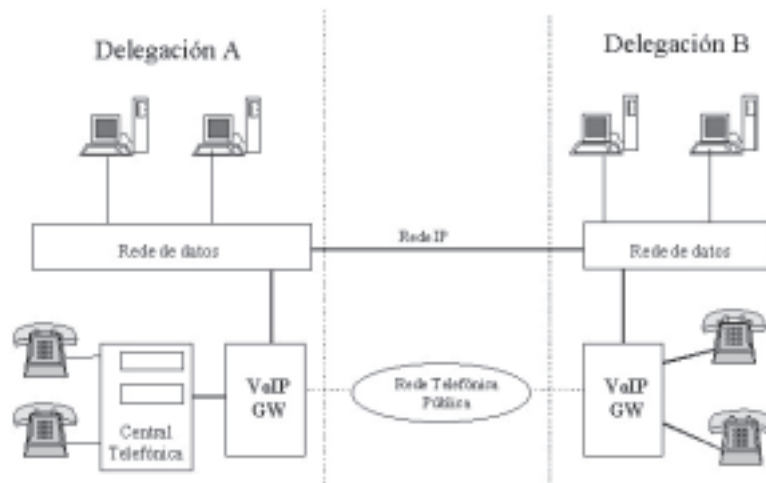 Delegación A
Delegación B
Rede de datos
Rede IP
Rede de datos
VoIP
GW
Rede Telefónica
Pública
VoIP
GW
Central
Telefónica